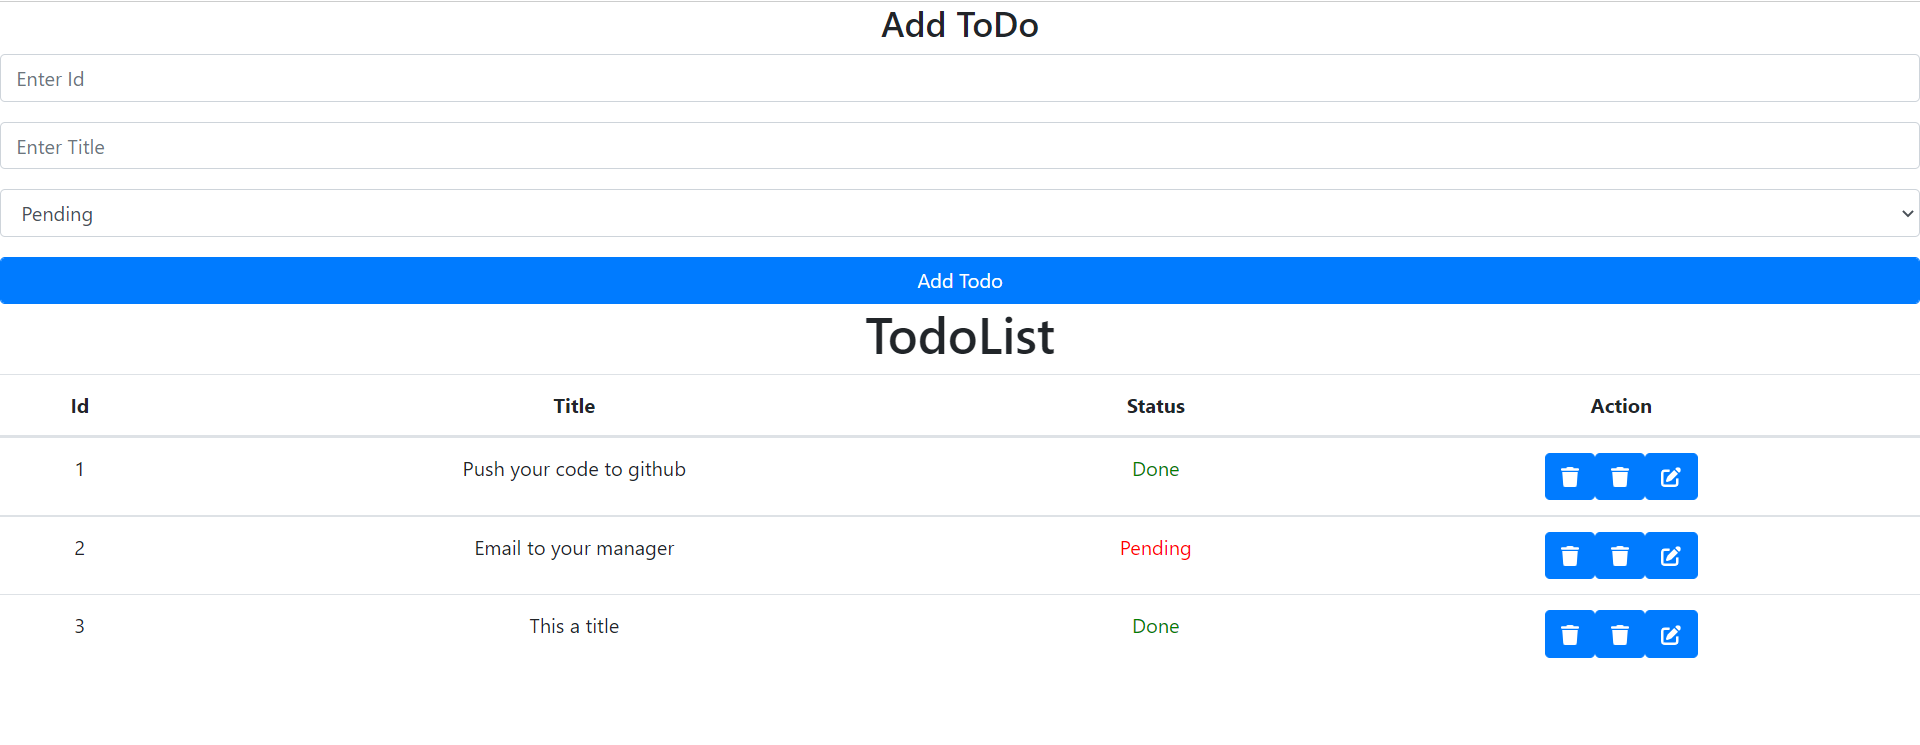 Add ToDo
Enter Id
Enter Title
Pending
Add Todo
TodoList
Id Title Status Action
1 Push your code to github Done
2 Email to your manager Pending
3 This a title Done